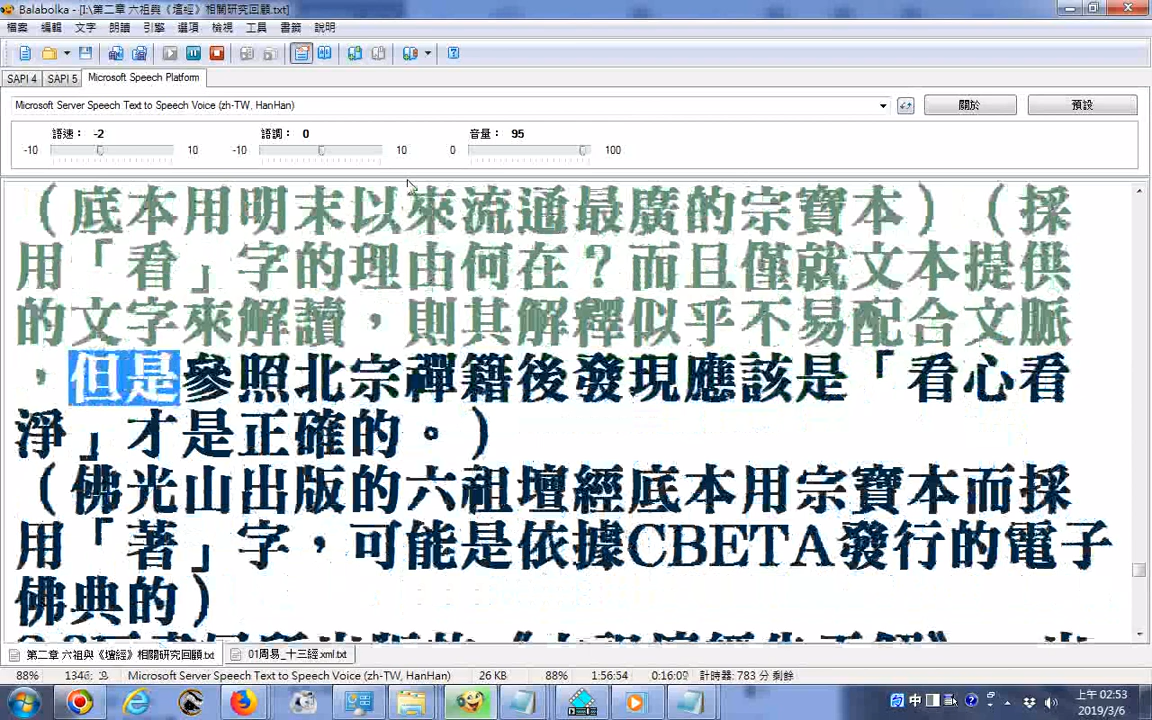 Balabolka - [I:\第二章 六祖與《壇經》相關研究回顧.txt]
檔案 編輯 文字 朗讀 引擎 選項 檢視 工具 書籤 說明
SAPI 4 SAPI 5 Microsoft Speech Platform
Microsoft Server Speech Text to Speech Voice (zh-TW, HanHan) 關於 預設
語速： -2 語調： 0 音量： 95
-10 10 -10 10 0 100
（底本用明末以來流通最廣的宗寶本）（採
用「看」字的理由何在？而且僅就文本提供
的文字來解讀，則其解釋似乎不易配合文脈
，但是參照北宗禪籍後發現應該是「看心看
淨」才是正確的。）
（佛光山出版的六祖壇經底本用宗寶本而採
用「著」字，可能是依據CBETA發行的電子
佛典的）
第二章 六祖與《壇經》相關研究回顧.txt 01周易_十三經.xml.txt
88% Microsoft Server Speech Text to Speech Voice (zh-TW, HanHan) 26 KB 88% 1:56:54 0:16:09 計時器: 783 分 剩餘
中 上午 02:53
2019/3/6